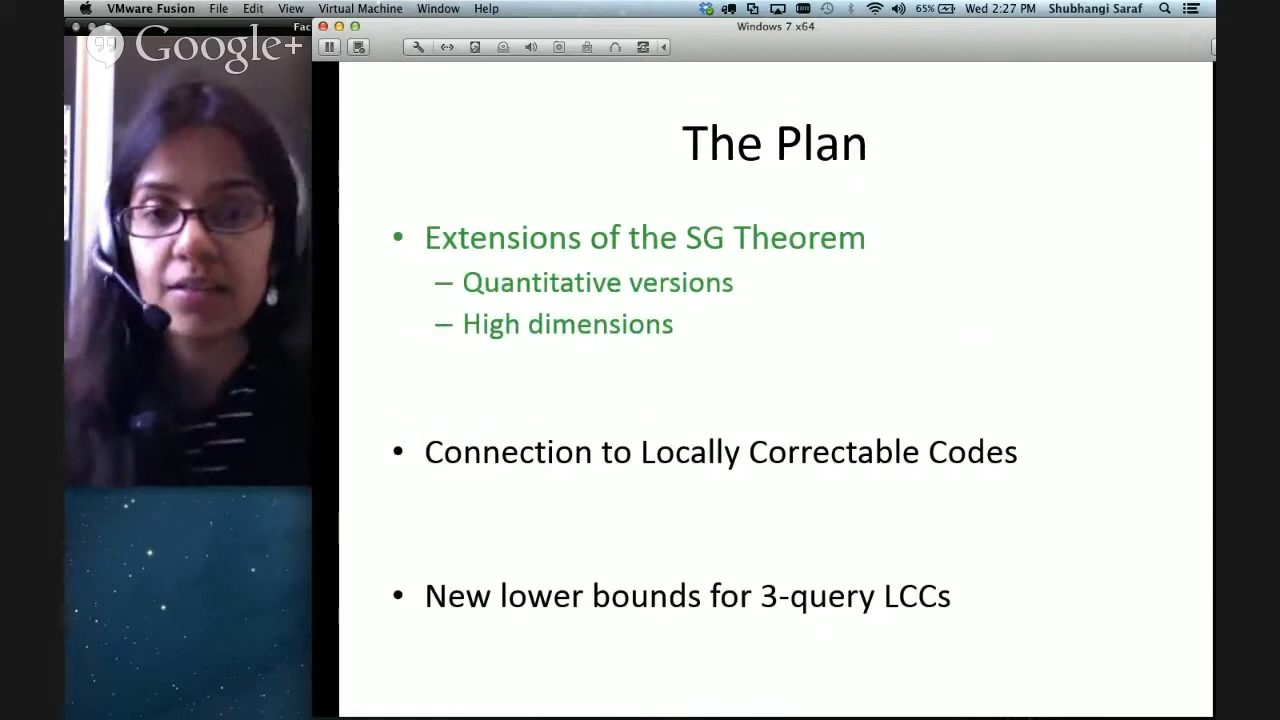 VMware Fusion File Edit View Virtual Machine Window Help 65% Wed 2:27 PM Shubhangi Saraf
Fac
Windows 7 x64
Google+
The Plan
• Extensions of the SG Theorem
– Quantitative versions
– High dimensions
• Connection to Locally Correctable Codes
• New lower bounds for 3-query LCCs